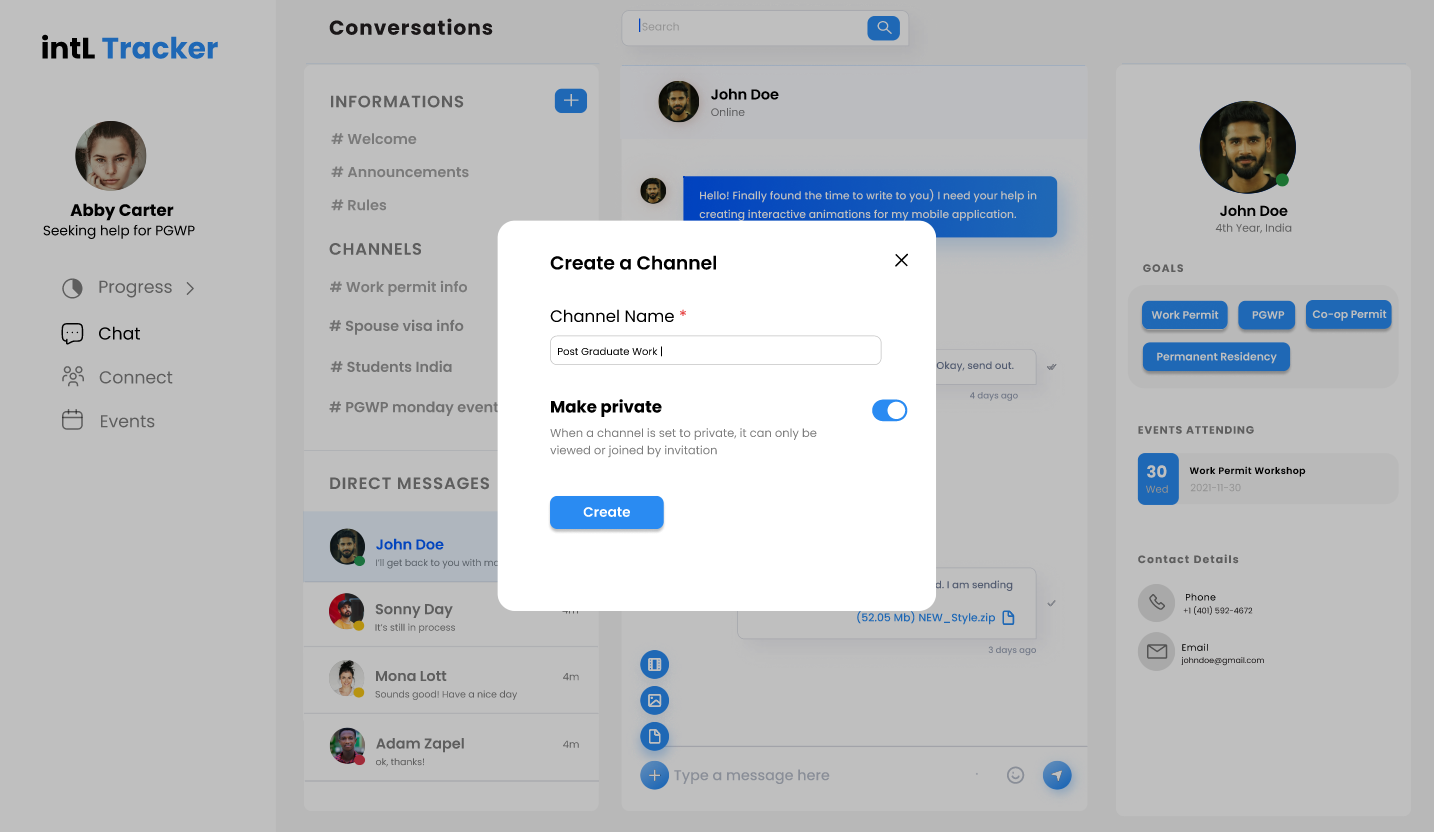 intL Tracker
Abby Carter
Seeking help for PGWP
Progress
Chat
Connect
Events
Conversations
Search
INFORMATIONS
# Welcome
# Announcements
# Rules
CHANNELS
# Work permit info
# Spouse visa info
# Students India
# PGWP monday event
DIRECT MESSAGES
John Doe
I'll get back to you with mo
Sonny Day
4m
It's still in process
Mona Lott
4m
Sounds good! Have a nice day
Adam Zapel
4m
ok, thanks!
John Doe
Online
Hello! Finally found the time to write to you) I need your help in
creating interactive animations for my mobile application.
Okay, send out.
4 days ago
d. I am sending
(52.05 Mb) NEW_Style.zip
3 days ago
Type a message here
Create a Channel
Channel Name *
Post Graduate Work
Make private
When a channel is set to private, it can only be
viewed or joined by invitation
Create
John Doe
4th Year, India
GOALS
Work Permit
PGWP
Co-op Permit
Permanent Residency
EVENTS ATTENDING
30
Wed
Work Permit Workshop
2021-11-30
Contact Details
Phone
+1 (401) 592-4672
Email
johndoe@gmail.com